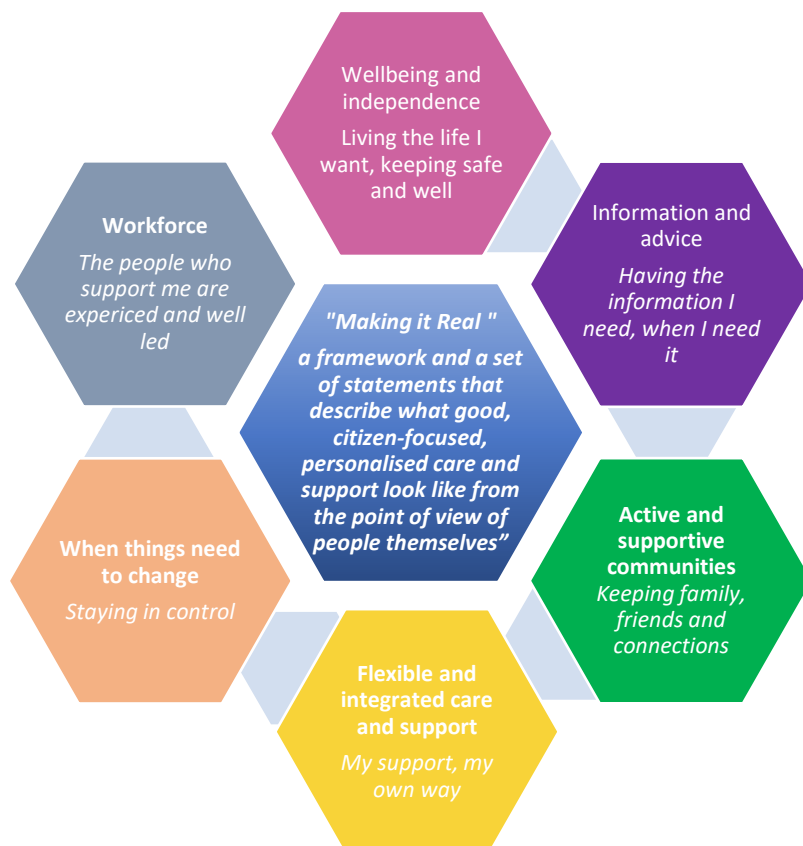 Wellbeing and
independence
Living the life I
want, keeping safe
and well
Information and
advice
Having the
information I
need, when I need
it
Active and
supportive
communities
Keeping family,
friends and
connections
Flexible and
integrated care
and support
My support, my
own way
When things need
to change
Staying in control
Workforce
The people who
support me are
expericed and well
led
"Making it Real "
a framework and a set
of statements that
describe what good,
citizen-focused,
personalised care and
support look like from
the point of view of
people themselves”